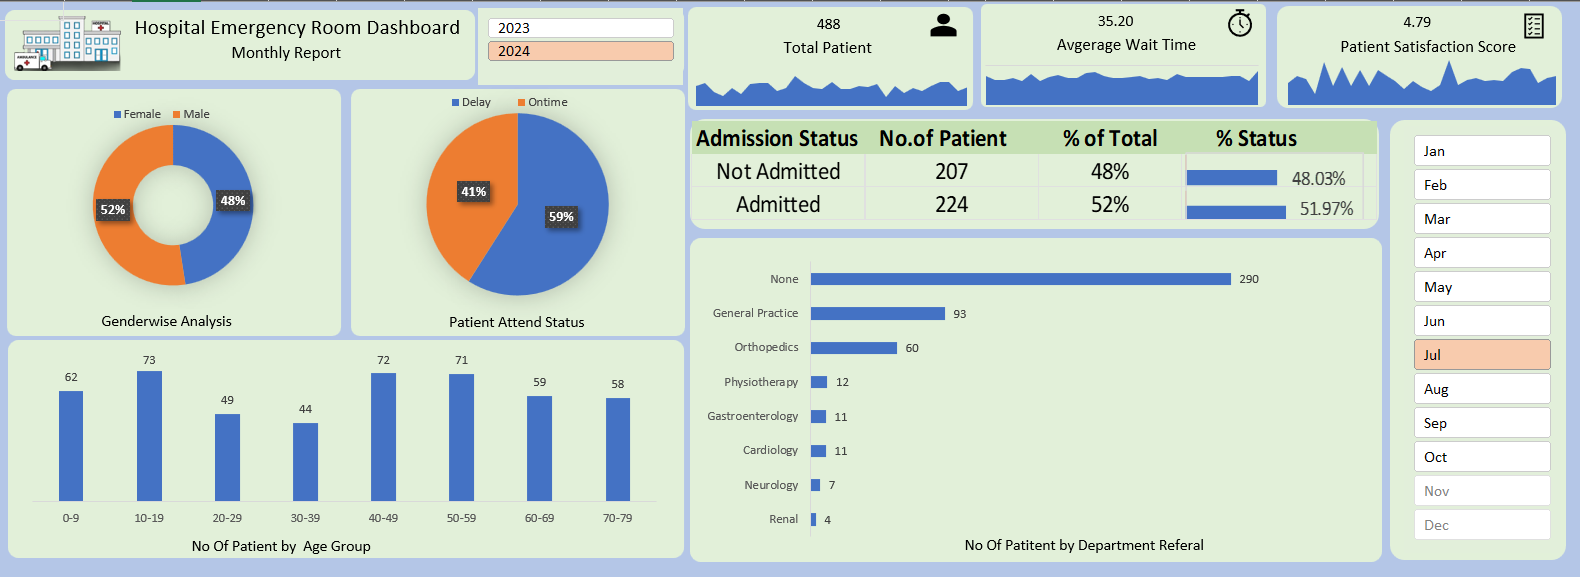 Hospital Emergency Room Dashboard
Monthly Report
HOSPITAL
AMBULANCE
2023
2024
488
Total Patient
35.20
Avgerage Wait Time
4.79
Patient Satisfaction Score
Female Male
52%
48%
Genderwise Analysis
Delay Ontime
41%
59%
Patient Attend Status
Admission Status No.of Patient % of Total % Status
Not Admitted 207 48% 48.03%
Admitted 224 52% 51.97%
62 73 49 44 72 71 59 58
0-9 10-19 20-29 30-39 40-49 50-59 60-69 70-79
No Of Patient by Age Group
None 290
General Practice 93
Orthopedics 60
Physiotherapy 12
Gastroenterology 11
Cardiology 11
Neurology 7
Renal 4
No Of Patitent by Department Referal
Jan
Feb
Mar
Apr
May
Jun
Jul
Aug
Sep
Oct
Nov
Dec